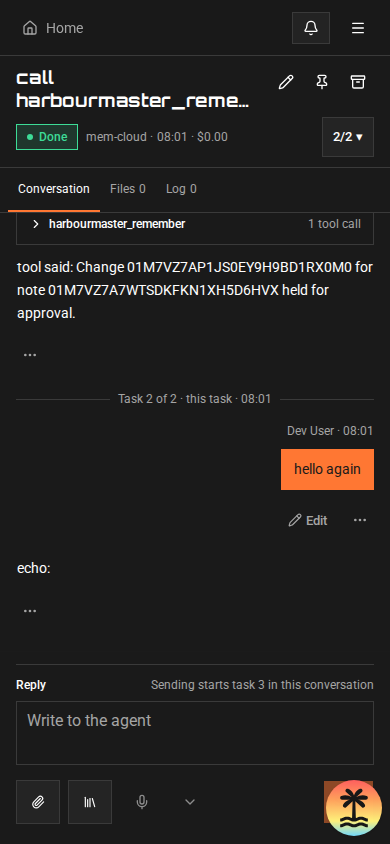 Home
call
harbourmaster_reme...
Done
mem-cloud · 08:01 · $0.00
2/2 ▾
Conversation
Files 0
Log 0
harbourmaster_remember
1 tool call
tool said: Change 01M7VZ7AP1JS0EY9H9BD1RX0M0 for
note 01M7VZ7A7WTSDKFKN1XH5D6HVX held for
approval.
Task 2 of 2 · this task · 08:01
Dev User · 08:01
hello again
Edit
echo:
Reply
Sending starts task 3 in this conversation
Write to the agent